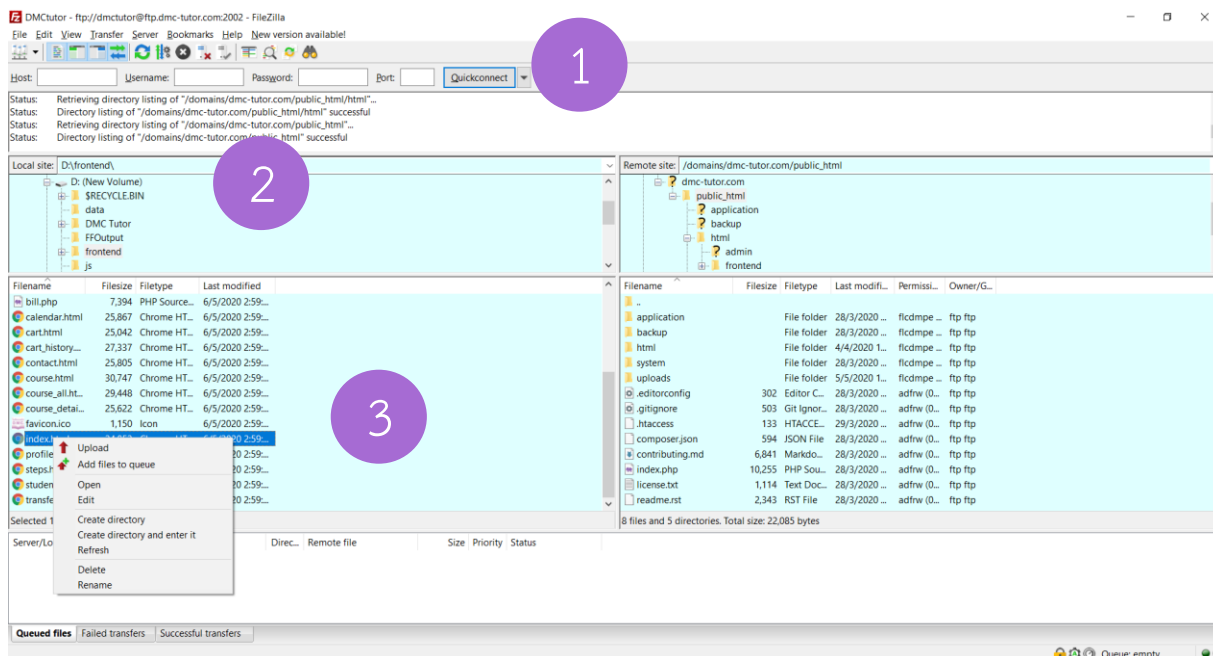 DMCtutor - ftp://dmctutor@ftp.dmc-tutor.com:2002 - FileZilla
File Edit View Transfer Server Bookmarks Help New version available!
Host: Username: Password: Port: Quickconnect
1
Status: Retrieving directory listing of "/domains/dmc-tutor.com/public_html/html"...
Status: Directory listing of "/domains/dmc-tutor.com/public_html/html" successful
Status: Retrieving directory listing of "/domains/dmc-tutor.com/public_html"...
Status: Directory listing of "/domains/dmc-tutor.com/public_html" successful
Local site: D:\frontend\
D: (New Volume)
$RECYCLE.BIN
data
DMC Tutor
FFOutput
frontend
js
2
Remote site: /domains/dmc-tutor.com/public_html
dmc-tutor.com
public_html
application
backup
html
admin
frontend
Filename Filesize Filetype Last modified
bill.php 7,394 PHP Source... 6/5/2020 2:59:...
calendar.html 25,867 Chrome HT... 6/5/2020 2:59:...
cart.html 25,042 Chrome HT... 6/5/2020 2:59:...
cart_history.... 27,337 Chrome HT... 6/5/2020 2:59:...
contact.html 25,805 Chrome HT... 6/5/2020 2:59:...
course.html 30,747 Chrome HT... 6/5/2020 2:59:...
course_all.ht... 29,448 Chrome HT... 6/5/2020 2:59:...
course_detai... 25,622 Chrome HT... 6/5/2020 2:59:...
favicon.ico 1,150 Icon 6/5/2020 2:59:...
20 2:59:...
profile 20 2:59:...
steps.h 20 2:59:...
studen 20 2:59:...
transfe 20 2:59:...
Selected 1
3
Upload
Add files to queue
Open
Edit
Create directory
Create directory and enter it
Refresh
Delete
Rename
Filename Filesize Filetype Last modifi... Permissi... Owner/G...
..
application File folder 28/3/2020 ... flcdmpe ... ftp ftp
backup File folder 28/3/2020 ... flcdmpe ... ftp ftp
html File folder 4/4/2020 1... flcdmpe ... ftp ftp
system File folder 28/3/2020 ... flcdmpe ... ftp ftp
uploads File folder 5/5/2020 1... flcdmpe ... ftp ftp
.editorconfig 302 Editor C... 28/3/2020 ... adfrw (0... ftp ftp
.gitignore 503 Git Ignor... 28/3/2020 ... adfrw (0... ftp ftp
.htaccess 133 HTACCE... 29/3/2020 ... adfrw (0... ftp ftp
composer.json 594 JSON File 28/3/2020 ... adfrw (0... ftp ftp
contributing.md 6,841 Markdo... 28/3/2020 ... adfrw (0... ftp ftp
index.php 10,255 PHP Sou... 28/3/2020 ... adfrw (0... ftp ftp
license.txt 1,114 Text Doc... 28/3/2020 ... adfrw (0... ftp ftp
readme.rst 2,343 RST File 28/3/2020 ... adfrw (0... ftp ftp
8 files and 5 directories. Total size: 22,085 bytes
Server/Lo Direc... Remote file Size Priority Status
Queued files Failed transfers Successful transfers
Queue: empty